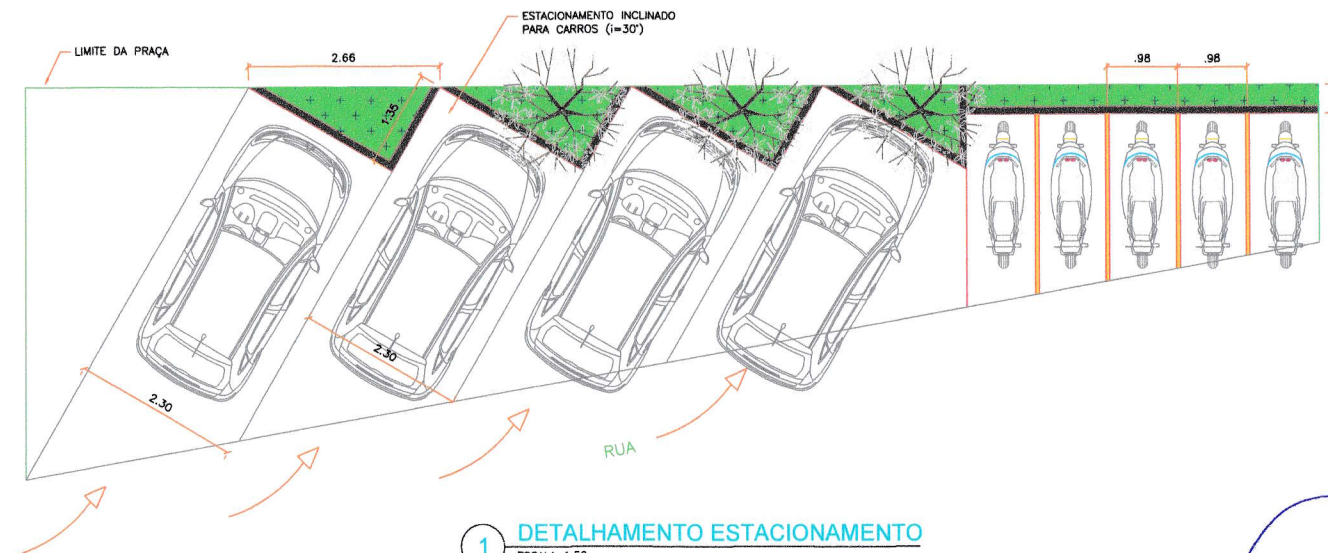 ESTACIONAMENTO INCLINADO
PARA CARROS (i=30°)
LIMITE DA PRAÇA
2.66
.98
.98
1.35
2.30
2.30
RUA
1
DETALHAMENTO ESTACIONAMENTO